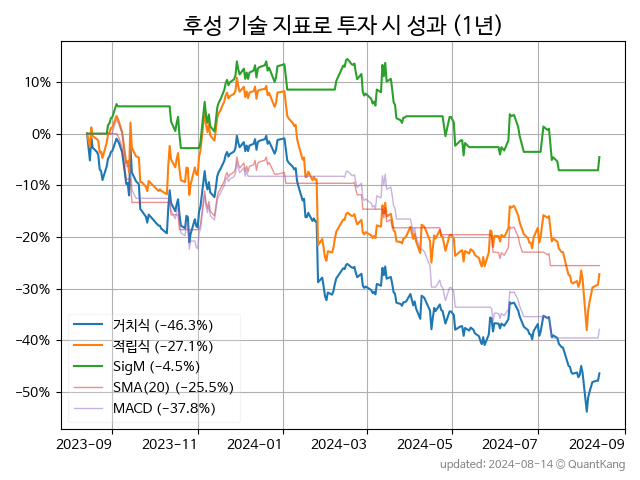 후성 기술 지표로 투자 시 성과 (1년)
10%
0%
−10%
−20%
−30%
−40%
−50%
거치식 (−46.3%)
적립식 (−27.1%)
SigM (−4.5%)
SMA(20) (−25.5%)
MACD (−37.8%)
2023-09 2023-11 2024-01 2024-03 2024-05 2024-07 2024-09
updated: 2024-08-14 © QuantKang